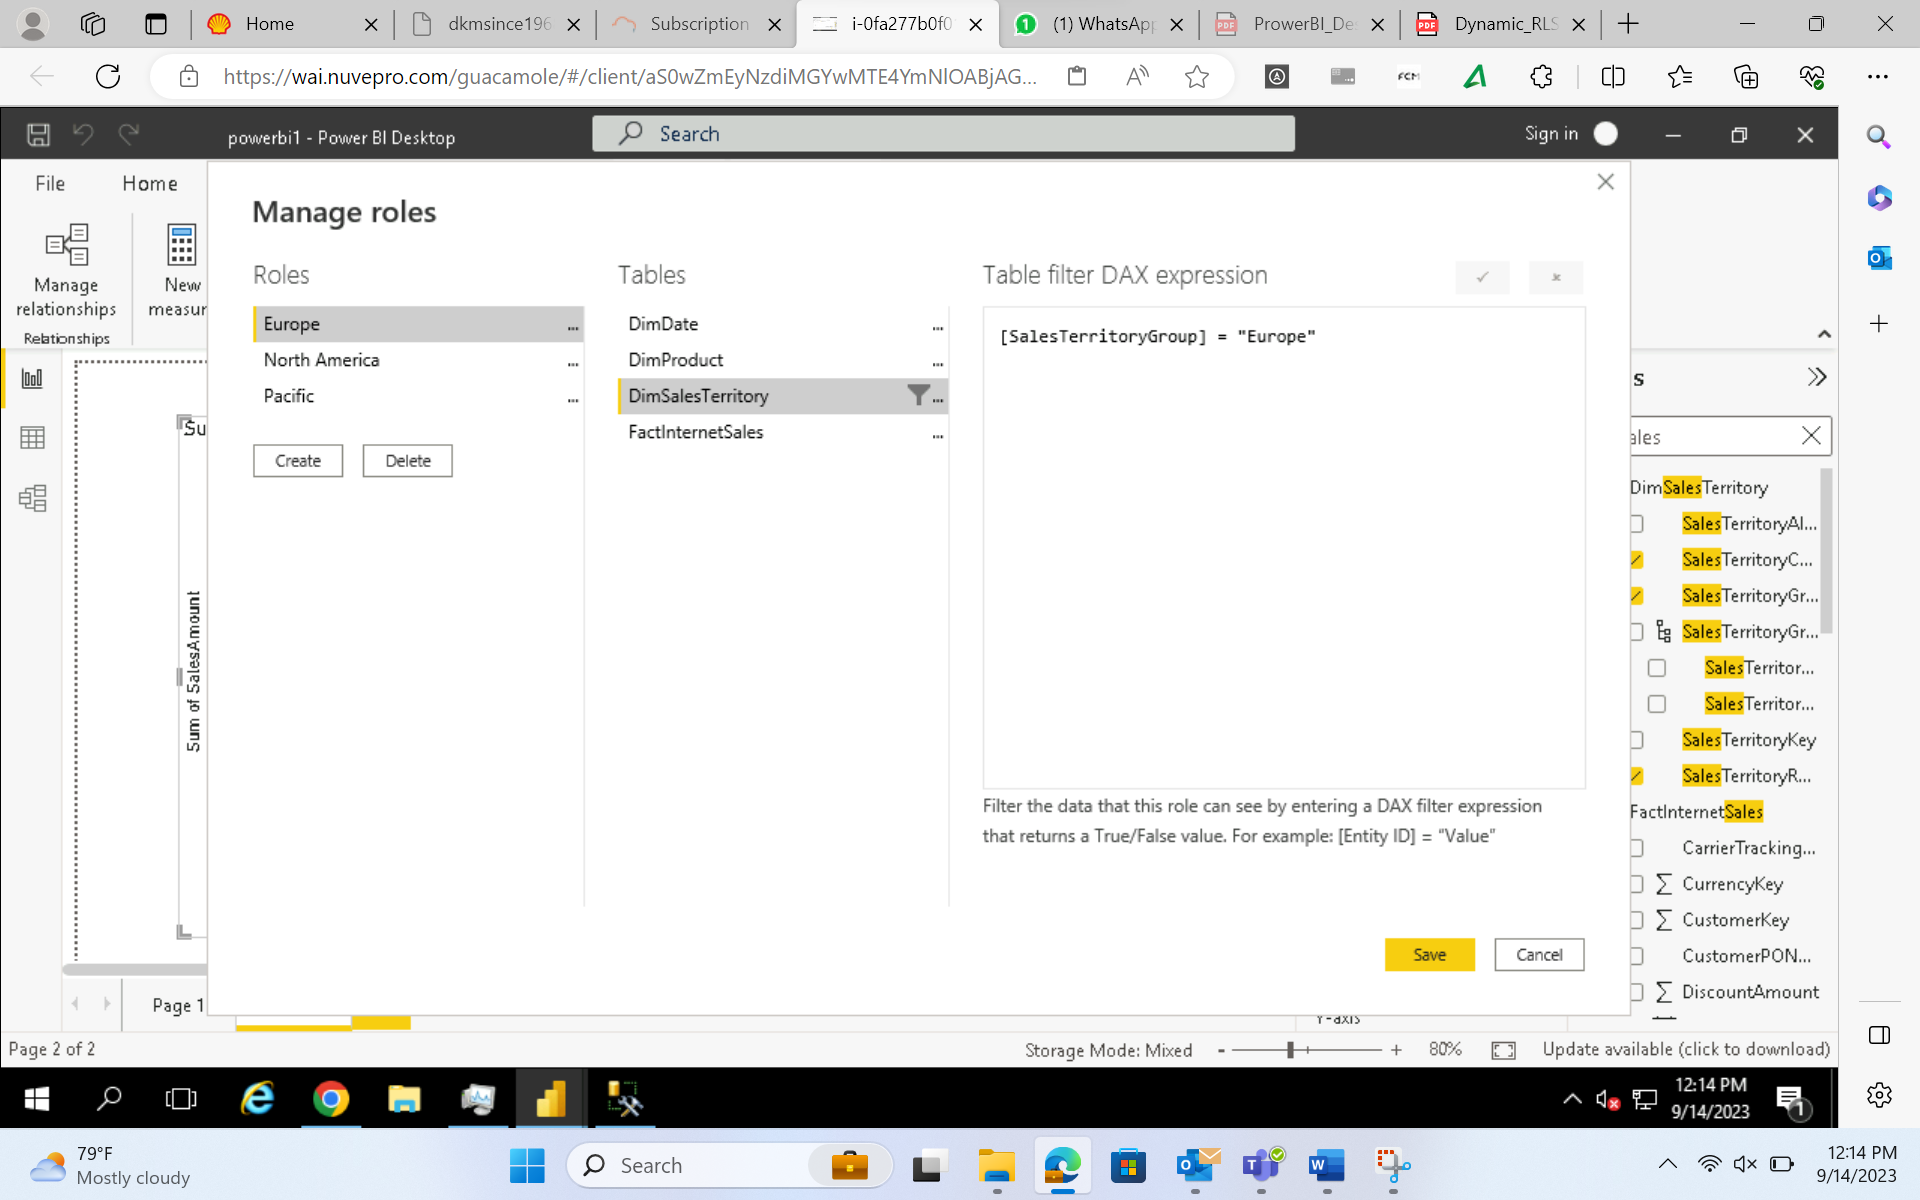 Home
dkmsince196
Subscription
i-0fa277b0f0
(1) WhatsApp
ProwerBI_De
Dynamic_RLS
https://wai.nuvepro.com/guacamole/#/client/aS0wZmEyNzdiMGYwMTE4YmNlOABjAG...
powerbi1 - Power BI Desktop
Search
Sign in
File
Home
Manage relationships
New measur
Relationships
Manage roles
Roles
Europe
North America
Pacific
Create
Delete
Tables
DimDate
DimProduct
DimSalesTerritory
FactInternetSales
Table filter DAX expression
[SalesTerritoryGroup] = "Europe"
Filter the data that this role can see by entering a DAX filter expression
that returns a True/False value. For example: [Entity ID] = "Value"
Save
Cancel
Su
Sum of SalesAmount
s
ales
DimSalesTerritory
SalesTerritoryAl...
SalesTerritoryC...
SalesTerritoryGr...
SalesTerritoryGr...
SalesTerritor...
SalesTerritor...
SalesTerritoryKey
SalesTerritoryR...
FactInternetSales
CarrierTracking...
CurrencyKey
CustomerKey
CustomerPON...
DiscountAmount
Y-axis
Page 1
Page 2 of 2
Storage Mode: Mixed
- + 80%
Update available (click to download)
12:14 PM
9/14/2023
1
79°F
Mostly cloudy
Search
12:14 PM
9/14/2023